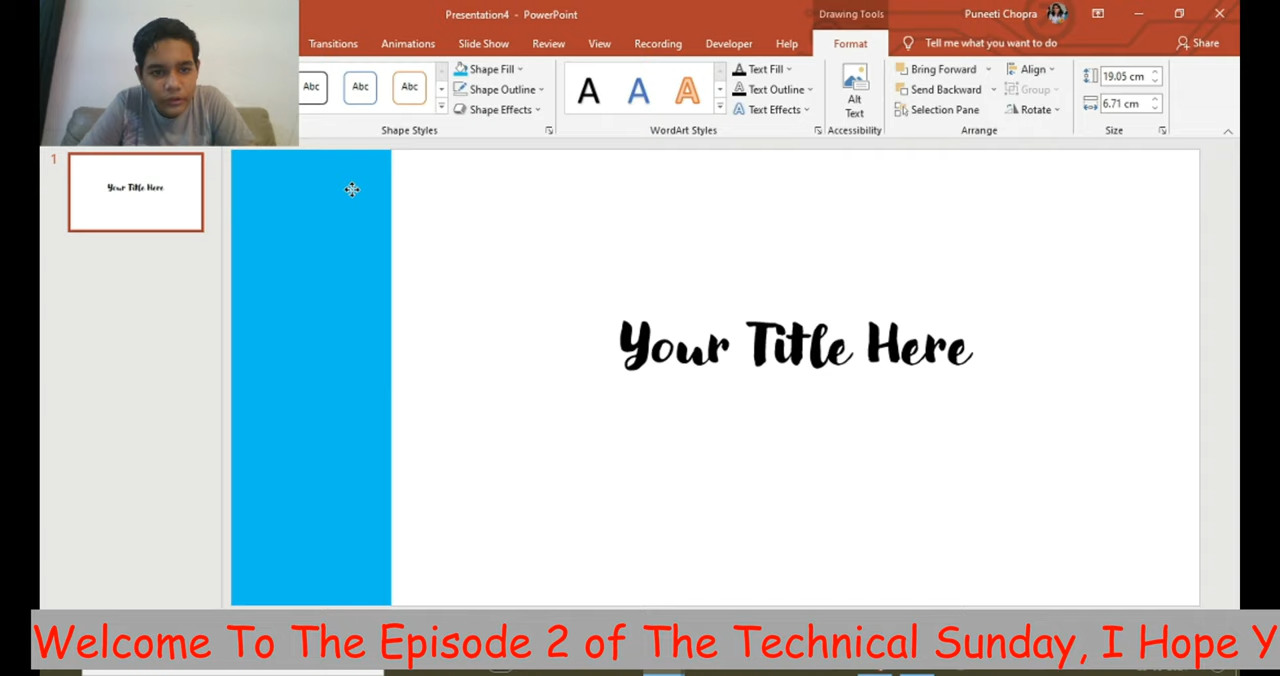 Presentation4 - PowerPoint
Drawing Tools
Puneeti Chopra
Transitions
Animations
Slide Show
Review
View
Recording
Developer
Help
Format
Tell me what you want to do
Share
Abc
Abc
Abc
Shape Fill
Shape Outline
Shape Effects
Shape Styles
A
A
A
Text Fill
Text Outline
Text Effects
WordArt Styles
Alt
Text
Accessibility
Bring Forward
Send Backward
Selection Pane
Align
Group
Rotate
Arrange
19.05 cm
6.71 cm
Size
1
Your Title Here
Your Title Here
Welcome To The Episode 2 of The Technical Sunday, I Hope Y